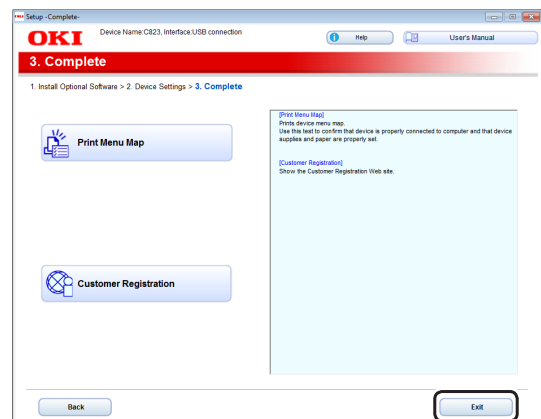 Setup -Complete-
OKI
Device Name:C823, Interface:USB connection
Help
User's Manual
3. Complete
1. Install Optional Software > 2. Device Settings > 3. Complete
Print Menu Map
[Print Menu Map]
Prints device menu map.
Use this test to confirm that device is properly connected to computer and that device
supplies and paper are properly set.
[Customer Registration]
Show the Customer Registration Web site.
Customer Registration
Back
Exit